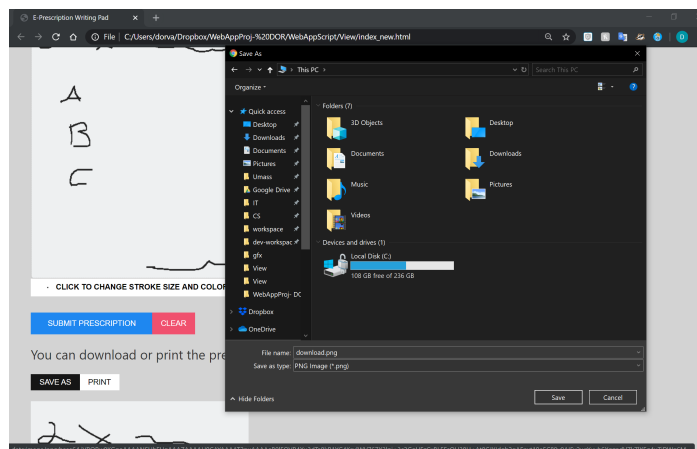 E-Prescription Writing Pad
File | C:/Users/dorva/Dropbox/WebAppProj-%20DOR/WebAppScript/View/index_new.html
D
A
B
C
CLICK TO CHANGE STROKE SIZE AND COLOR
SUBMIT PRESCRIPTION CLEAR
You can download or print the pre
SAVE AS PRINT
2 X
Save As
This PC
Search This PC
Organize
Quick access
Desktop
Downloads
Documents
Pictures
Umass
Google Drive
IT
CS
workspace
dev-workspac
gfx
View
View
WebAppProj- DC
Dropbox
OneDrive
Folders (7)
3D Objects Desktop
Documents Downloads
Music Pictures
Videos
Devices and drives (1)
Local Disk (C:)
108 GB free of 236 GB
File name: download.png
Save as type: PNG Image (*.png)
Hide Folders Save Cancel